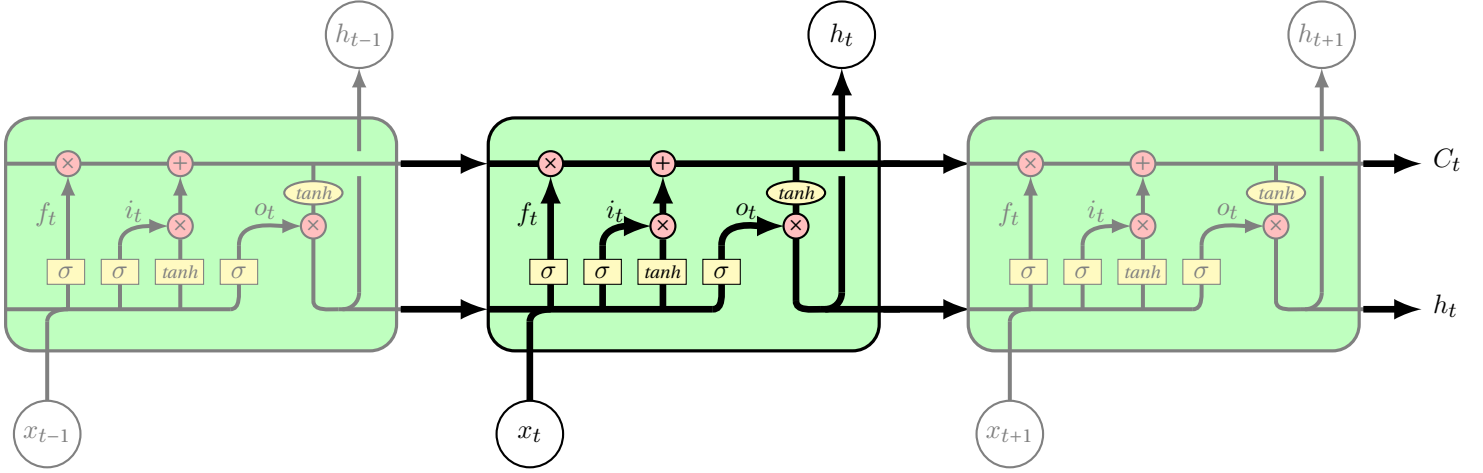 h_{t−1} h_t h_{t+1}
× + × + × + C_t
tanh tanh tanh
f_t i_t × o_t × f_t i_t × o_t × f_t i_t × o_t ×
σ σ tanh σ σ σ tanh σ σ σ tanh σ
h_t
x_{t−1} x_t x_{t+1}